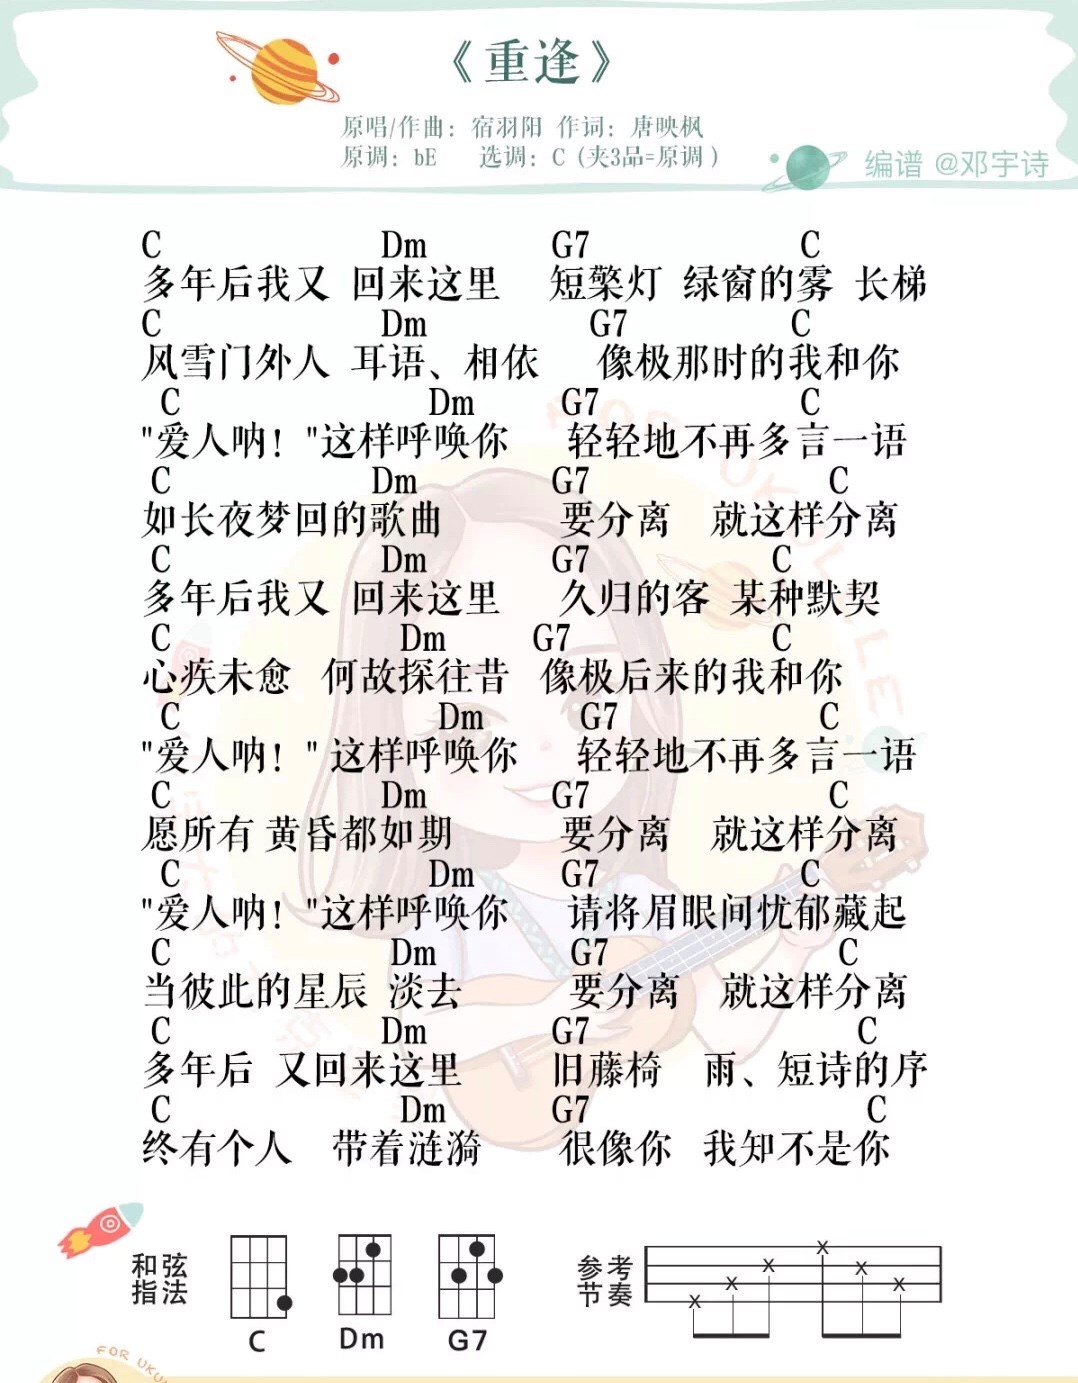 《重逢》
原唱/作曲：宿羽阳 作词：唐映枫
原调：bE 选调：C（夹3品=原调）
编谱 @邓宇诗
C Dm G7 C
多年后我又 回来这里 短檠灯 绿窗的雾 长梯
C Dm G7 C
风雪门外人 耳语、相依 像极那时的我和你
C Dm G7 C
"爱人呐！"这样呼唤你 轻轻地不再多言一语
C Dm G7 C
如长夜梦回的歌曲 要分离 就这样分离
C Dm G7 C
多年后我又 回来这里 久归的客 某种默契
C Dm G7 C
心疾未愈 何故探往昔 像极后来的我和你
C Dm G7 C
"爱人呐！" 这样呼唤你 轻轻地不再多言一语
C Dm G7 C
愿所有 黄昏都如期 要分离 就这样分离
C Dm G7 C
"爱人呐！"这样呼唤你 请将眉眼间忧郁藏起
C Dm G7 C
当彼此的星辰 淡去 要分离 就这样分离
C Dm G7 C
多年后 又回来这里 旧藤椅 雨、短诗的序
C Dm G7 C
终有个人 带着涟漪 很像你 我知不是你
和弦
指法
C Dm G7
参考
节奏
FOR UKULELE
FOR UKU